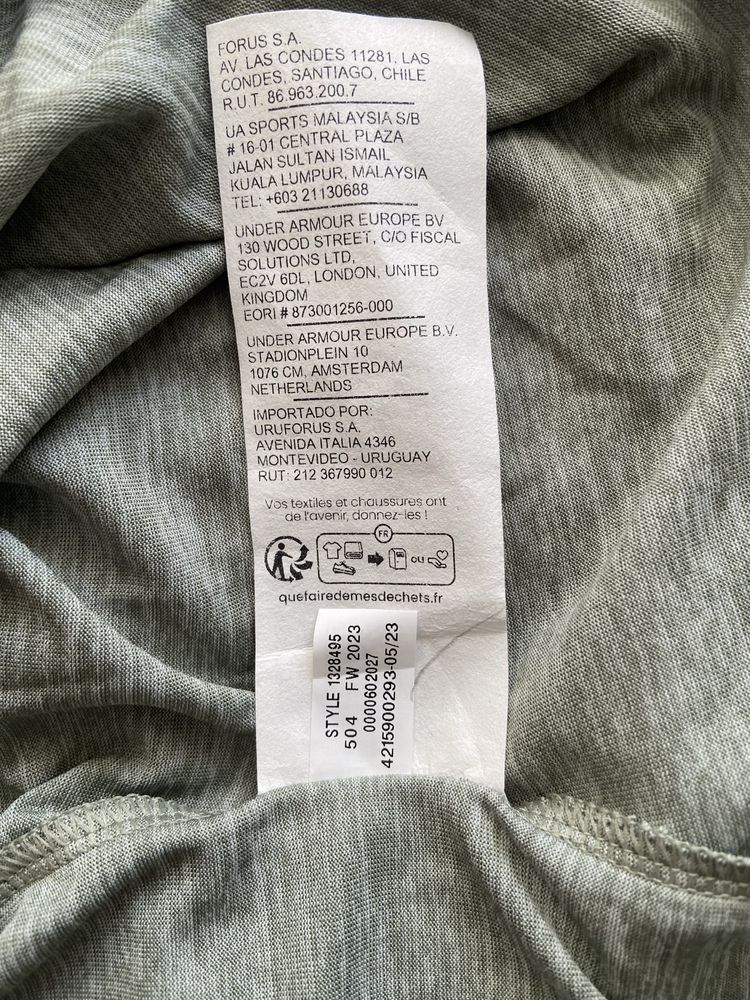 FORUS S.A.
AV. LAS CONDES 11281, LAS
CONDES, SANTIAGO, CHILE
R.U.T. 86.963.200.7
UA SPORTS MALAYSIA S/B
# 16-01 CENTRAL PLAZA
JALAN SULTAN ISMAIL
KUALA LUMPUR, MALAYSIA
TEL: +603 21130688
UNDER ARMOUR EUROPE BV
130 WOOD STREET, C/O FISCAL
SOLUTIONS LTD,
EC2V 6DL, LONDON, UNITED
KINGDOM
EORI # 873001256-000
UNDER ARMOUR EUROPE B.V.
STADIONPLEIN 10
1076 CM, AMSTERDAM
NETHERLANDS
IMPORTADO POR:
URUFORUS S.A.
AVENIDA ITALIA 4346
MONTEVIDEO - URUGUAY
RUT: 212 367990 012
Vos textiles et chaussures ont
de l'avenir, donnez-les !
FR
OU
quefairedemesdechets.fr
STYLE 1328495
504 FW 2023
0000602027
4215900293-05/23